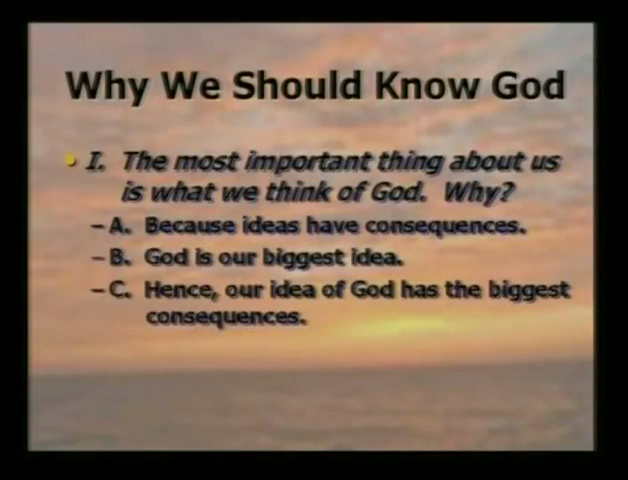 Why We Should Know God
• I. The most important thing about us
is what we think of God. Why?
– A. Because ideas have consequences.
– B. God is our biggest idea.
– C. Hence, our idea of God has the biggest
consequences.